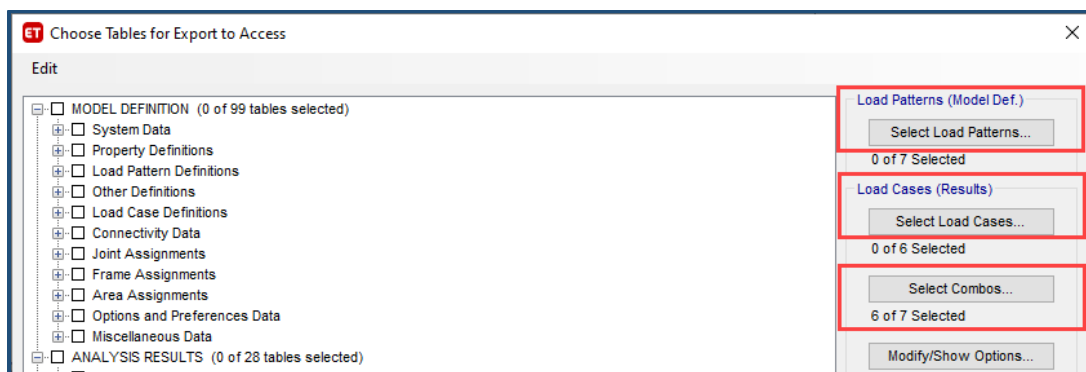 ET Choose Tables for Export to Access
Edit
MODEL DEFINITION (0 of 99 tables selected)
System Data
Property Definitions
Load Pattern Definitions
Other Definitions
Load Case Definitions
Connectivity Data
Joint Assignments
Frame Assignments
Area Assignments
Options and Preferences Data
Miscellaneous Data
ANALYSIS RESULTS (0 of 28 tables selected)
Load Patterns (Model Def.)
Select Load Patterns...
0 of 7 Selected
Load Cases (Results)
Select Load Cases...
0 of 6 Selected
Select Combos...
6 of 7 Selected
Modify/Show Options...